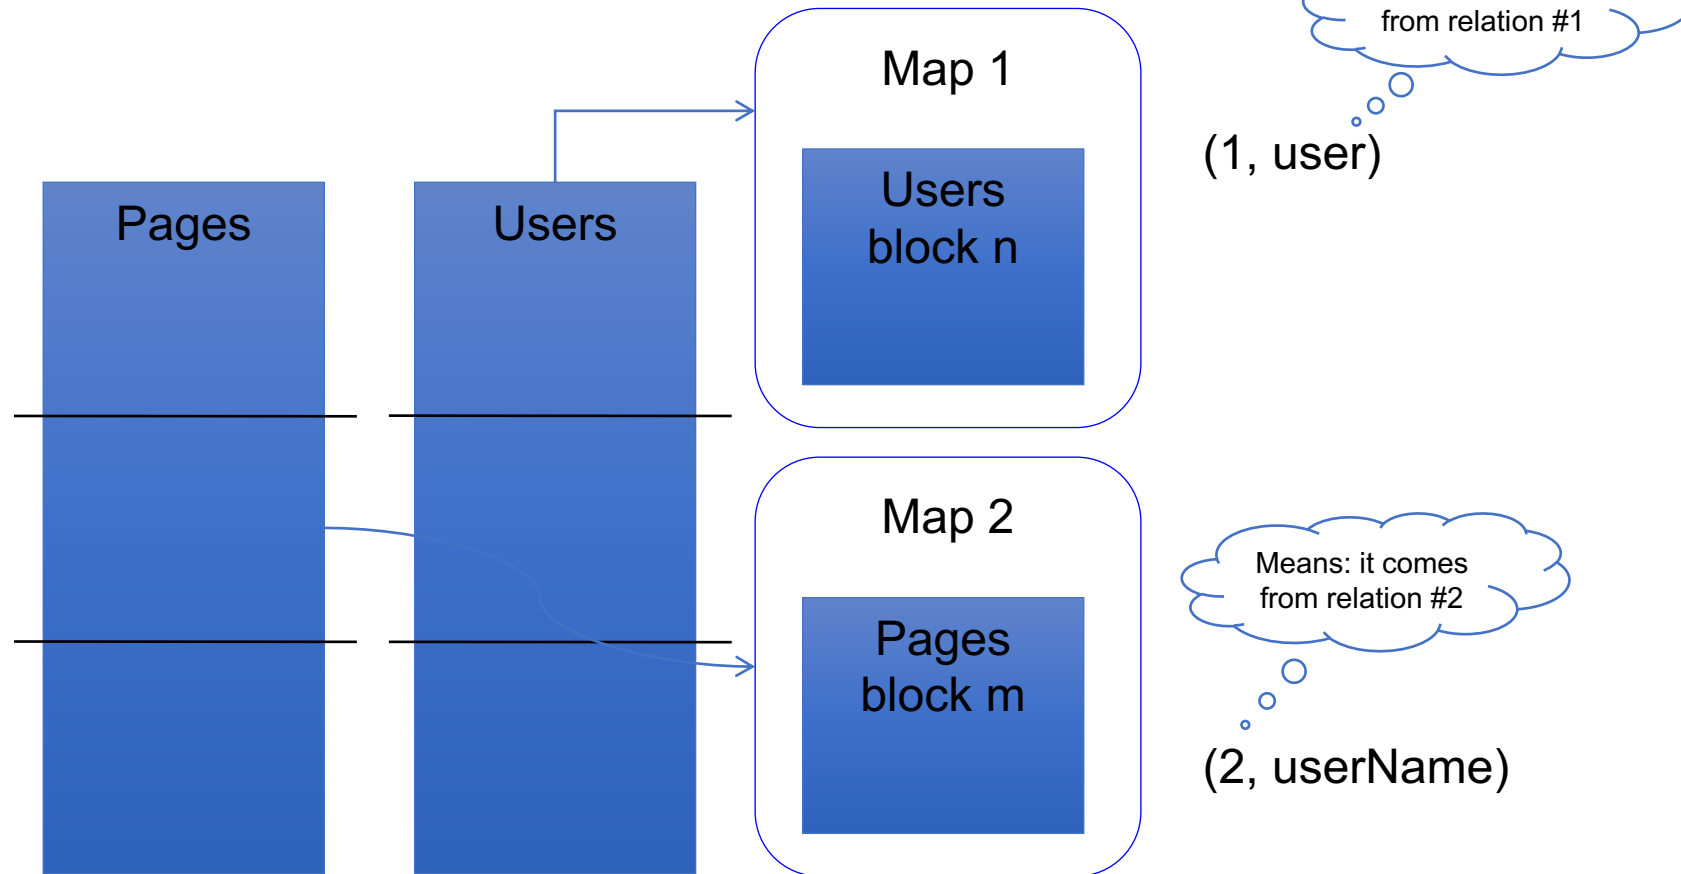 from relation #1
Map 1
(1, user)
Pages
Users
Users
block n
Map 2
Means: it comes
from relation #2
Pages
block m
(2, userName)